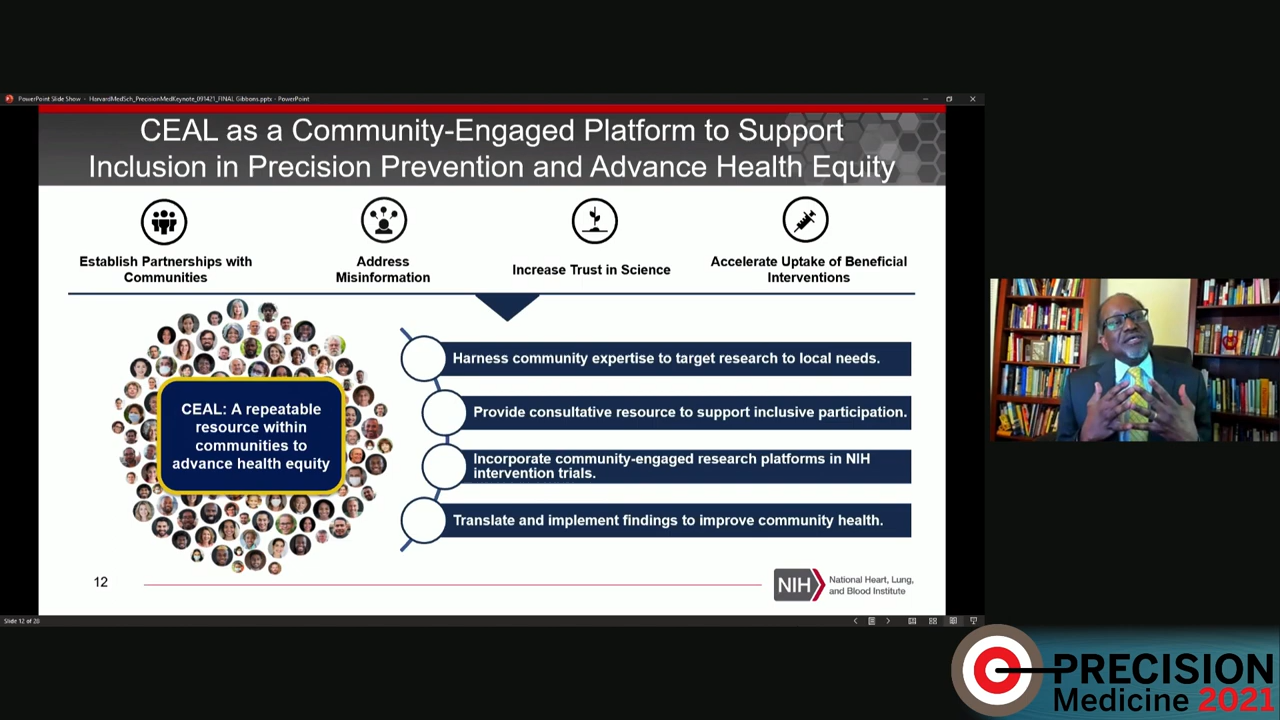 PowerPoint Slide Show - HarvardMedSch_PrecisionMedKeynote_091421_FINAL Gibbons.pptx - PowerPoint
CEAL as a Community-Engaged Platform to Support
Inclusion in Precision Prevention and Advance Health Equity
Establish Partnerships with
Communities
Address
Misinformation
Increase Trust in Science
Accelerate Uptake of Beneficial
Interventions
CEAL: A repeatable
resource within
communities to
advance health equity
Harness community expertise to target research to local needs.
Provide consultative resource to support inclusive participation.
Incorporate community-engaged research platforms in NIH
intervention trials.
Translate and implement findings to improve community health.
12
NIH
National Heart, Lung,
and Blood Institute
Slide 12 of 20
PRECISION
Medicine 2021